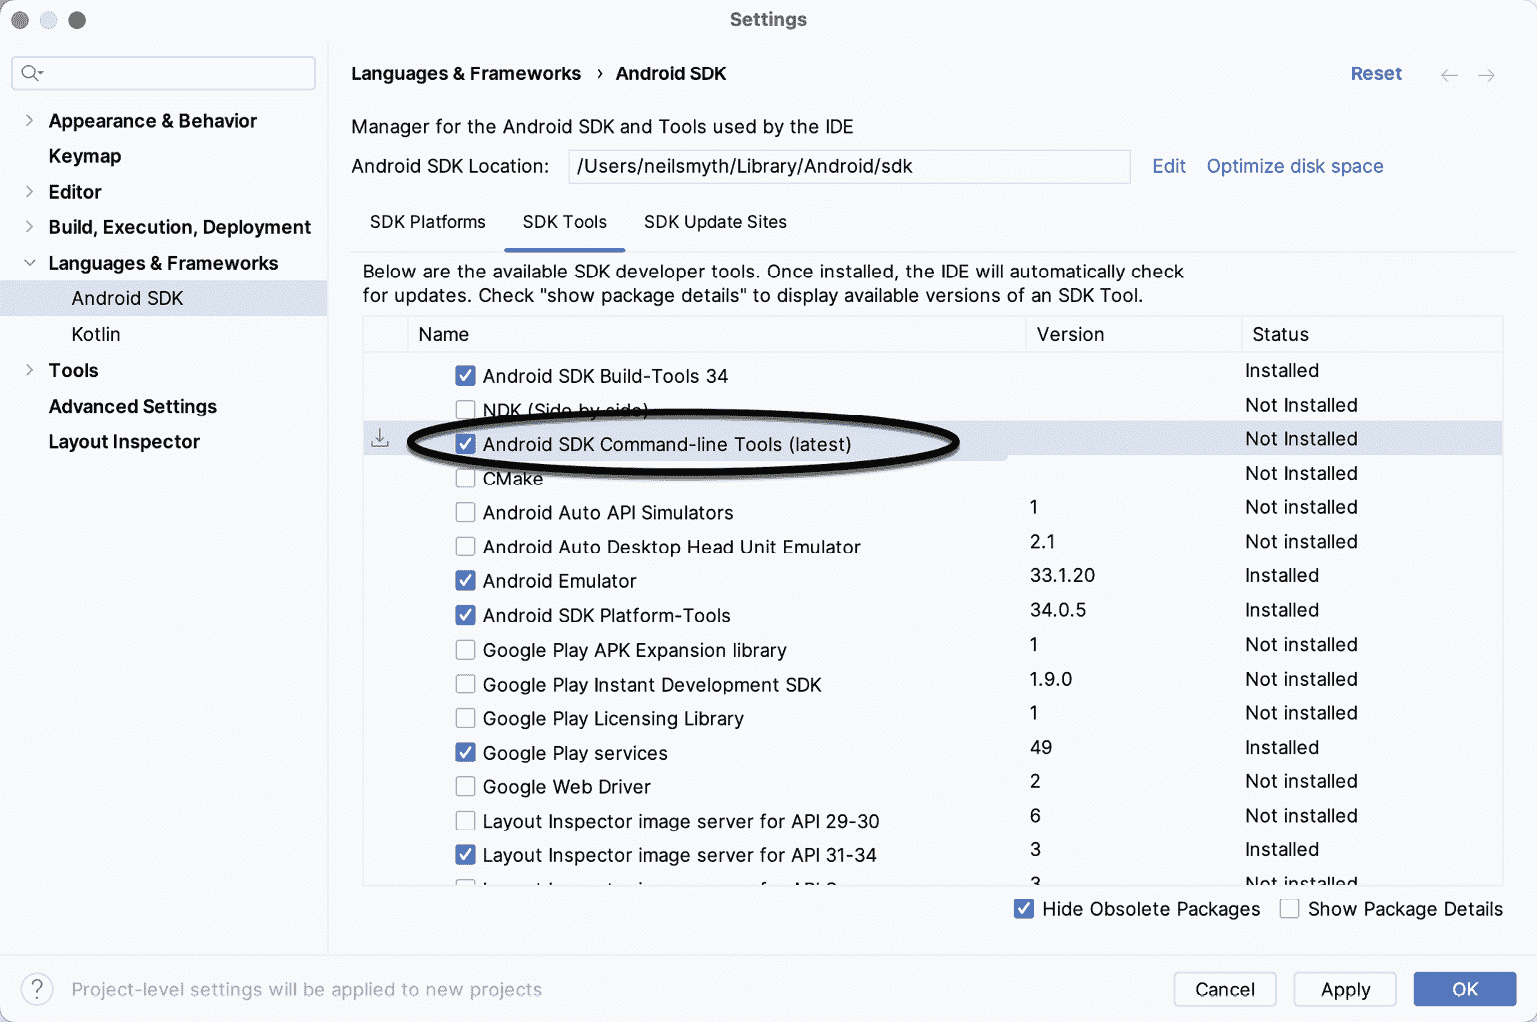 Settings
Appearance & Behavior
Keymap
Editor
Build, Execution, Deployment
Languages & Frameworks
Android SDK
Kotlin
Tools
Advanced Settings
Layout Inspector
Languages & Frameworks › Android SDK
Reset
Manager for the Android SDK and Tools used by the IDE
Android SDK Location: /Users/neilsmyth/Library/Android/sdk Edit Optimize disk space
SDK Platforms SDK Tools SDK Update Sites
Below are the available SDK developer tools. Once installed, the IDE will automatically check
for updates. Check "show package details" to display available versions of an SDK Tool.
Name Version Status
Android SDK Build-Tools 34 Installed
NDK (Side by side) Not Installed
Android SDK Command-line Tools (latest) Not Installed
CMake Not Installed
Android Auto API Simulators 1 Not installed
Android Auto Desktop Head Unit Emulator 2.1 Not installed
Android Emulator 33.1.20 Installed
Android SDK Platform-Tools 34.0.5 Installed
Google Play APK Expansion library 1 Not installed
Google Play Instant Development SDK 1.9.0 Not installed
Google Play Licensing Library 1 Not installed
Google Play services 49 Installed
Google Web Driver 2 Not installed
Layout Inspector image server for API 29-30 6 Not installed
Layout Inspector image server for API 31-34 3 Installed
Layout Inspector image server for API 3 Not installed
Hide Obsolete Packages Show Package Details
? Project-level settings will be applied to new projects
Cancel Apply OK